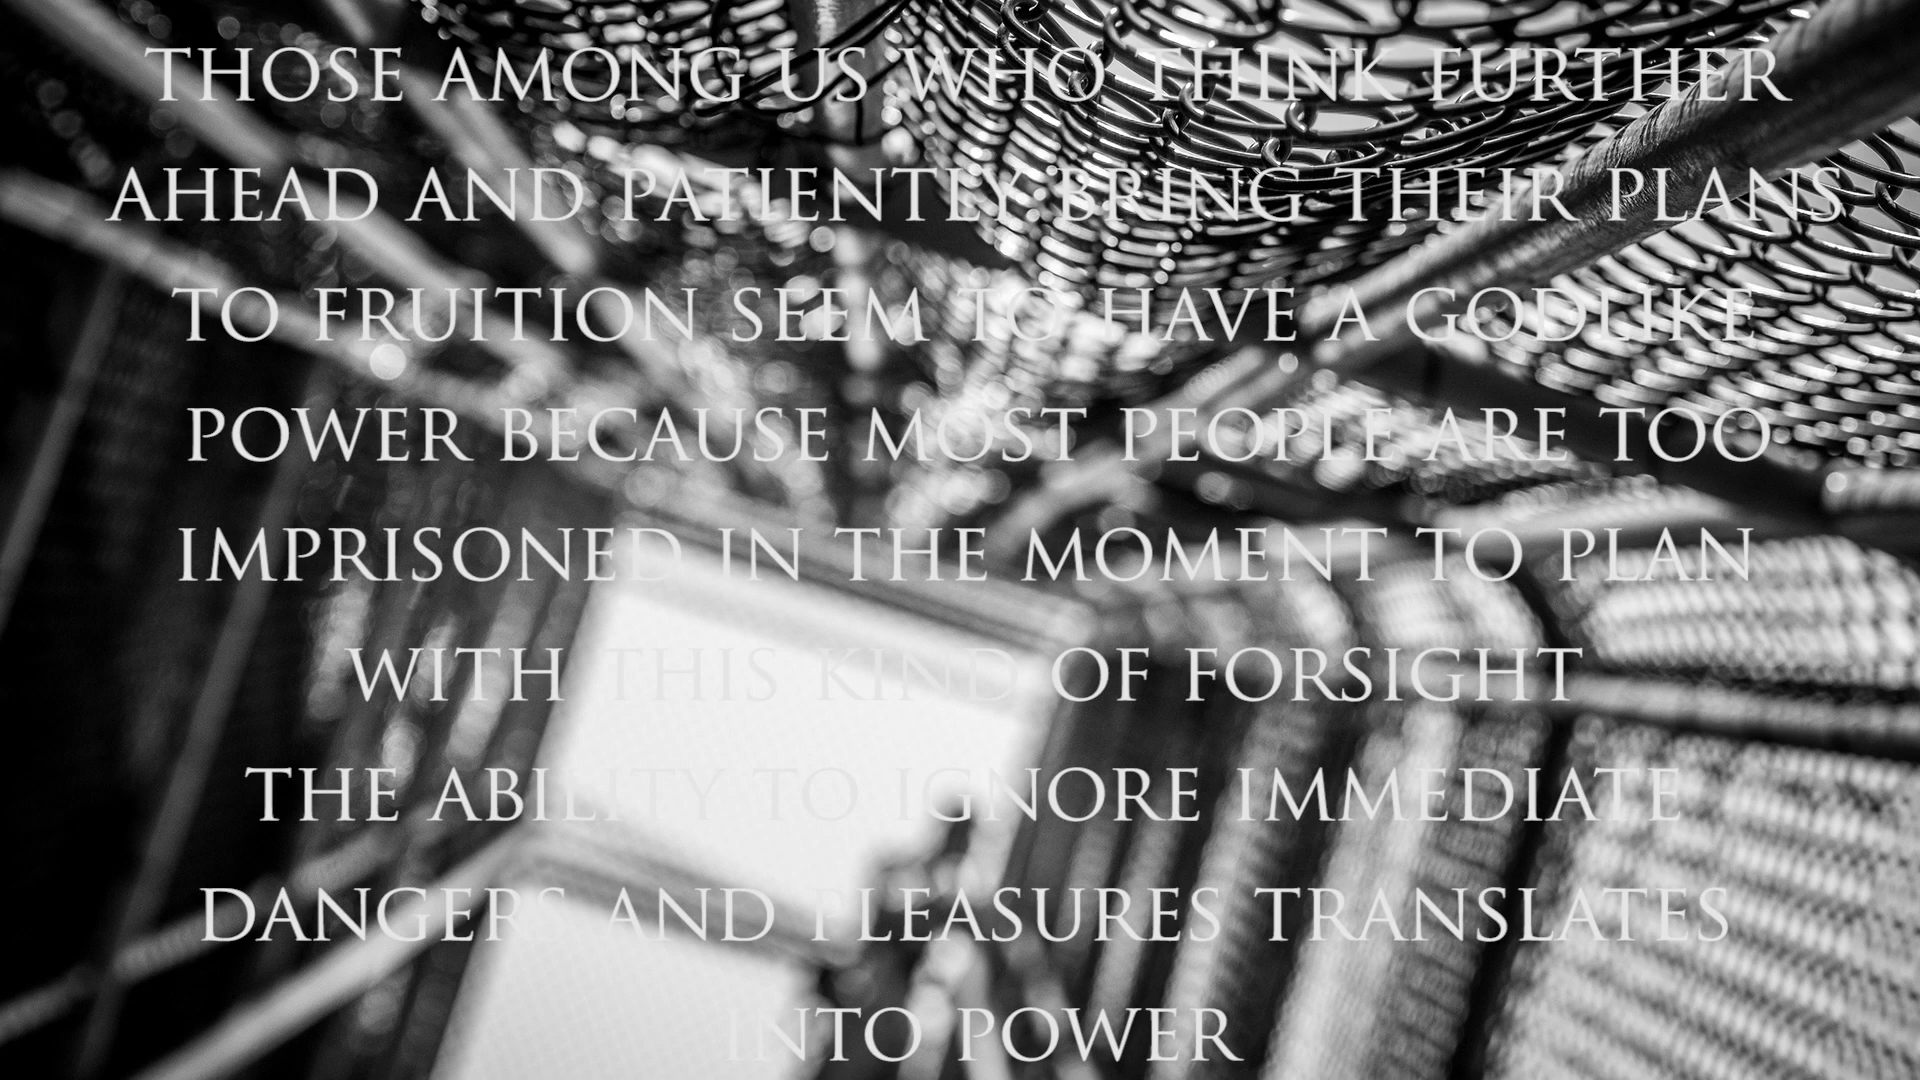 THOSE AMONG US WHO THINK FURTHER
AHEAD AND PATIENTLY BRING THEIR PLANS
TO FRUITION SEEM TO HAVE A GODLIKE
POWER BECAUSE MOST PEOPLE ARE TOO
IMPRISONED IN THE MOMENT TO PLAN
WITH THIS KIND OF FORSIGHT
THE ABILITY TO IGNORE IMMEDIATE
DANGERS AND PLEASURES TRANSLATES
INTO POWER